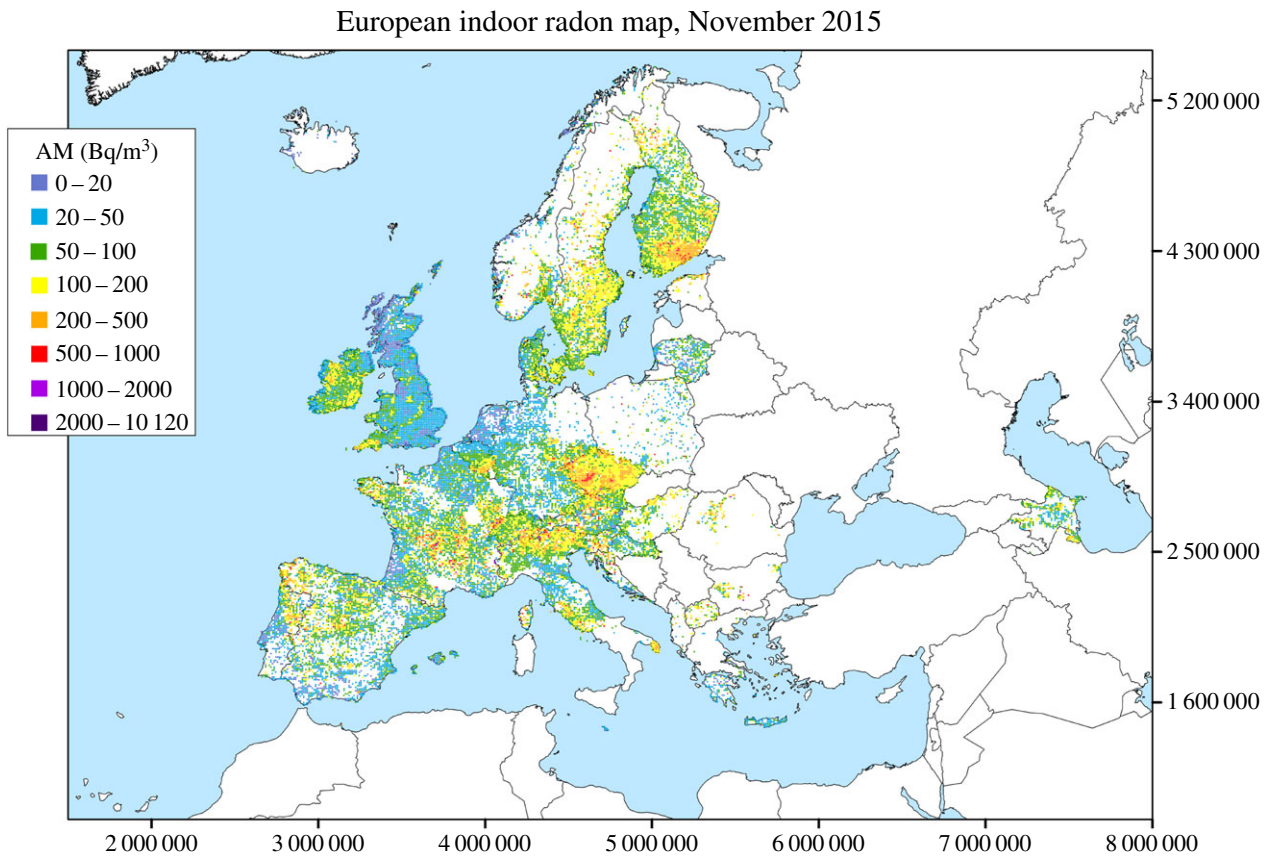 European indoor radon map, November 2015
AM (Bq/m³)
0 – 20
20 – 50
50 – 100
100 – 200
200 – 500
500 – 1000
1000 – 2000
2000 – 10 120
5 200 000
4 300 000
3 400 000
2 500 000
1 600 000
2 000 000 3 000 000 4 000 000 5 000 000 6 000 000 7 000 000 8 000 000